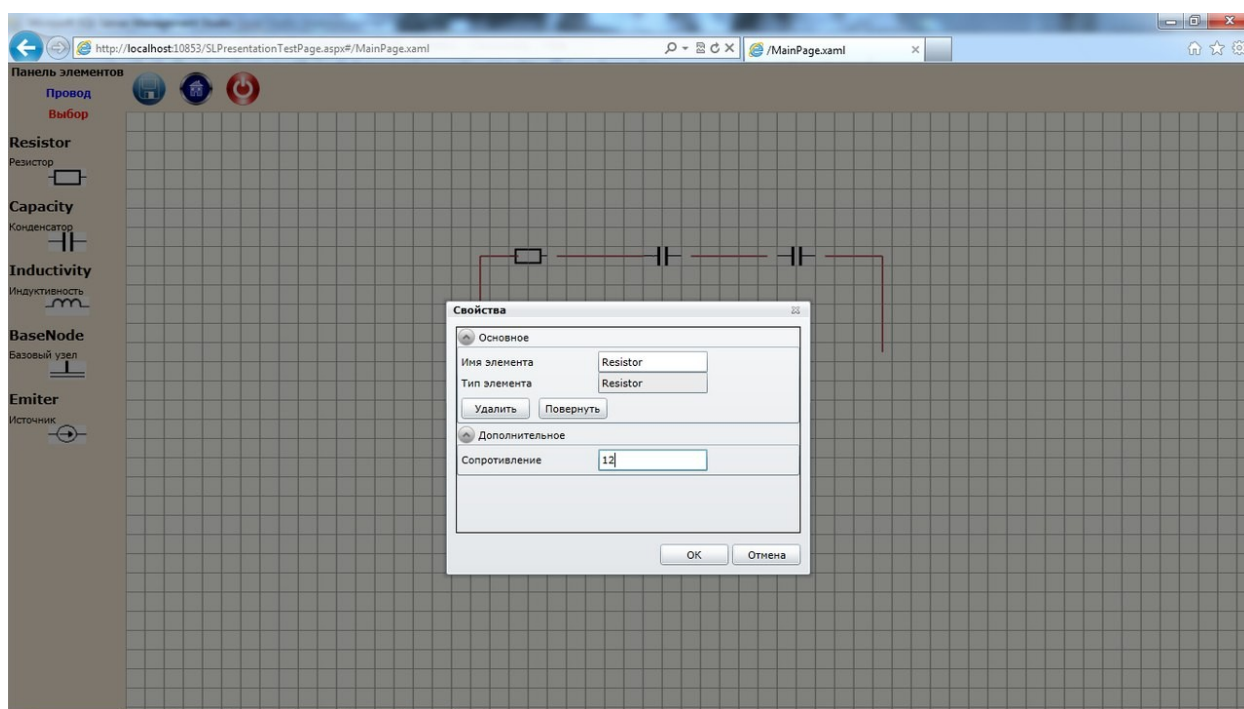 http://localhost:10853/SLPresentationTestPage.aspx#/MainPage.xaml
/MainPage.xaml
Панель элементов
Провод
Выбор
Resistor
Резистор
Capacity
Конденсатор
Inductivity
Индуктивность
BaseNode
Базовый узел
Emiter
Источник
Свойства
Основное
Имя элемента Resistor
Тип элемента Resistor
Удалить Повернуть
Дополнительное
Сопротивление 12
OK Отмена